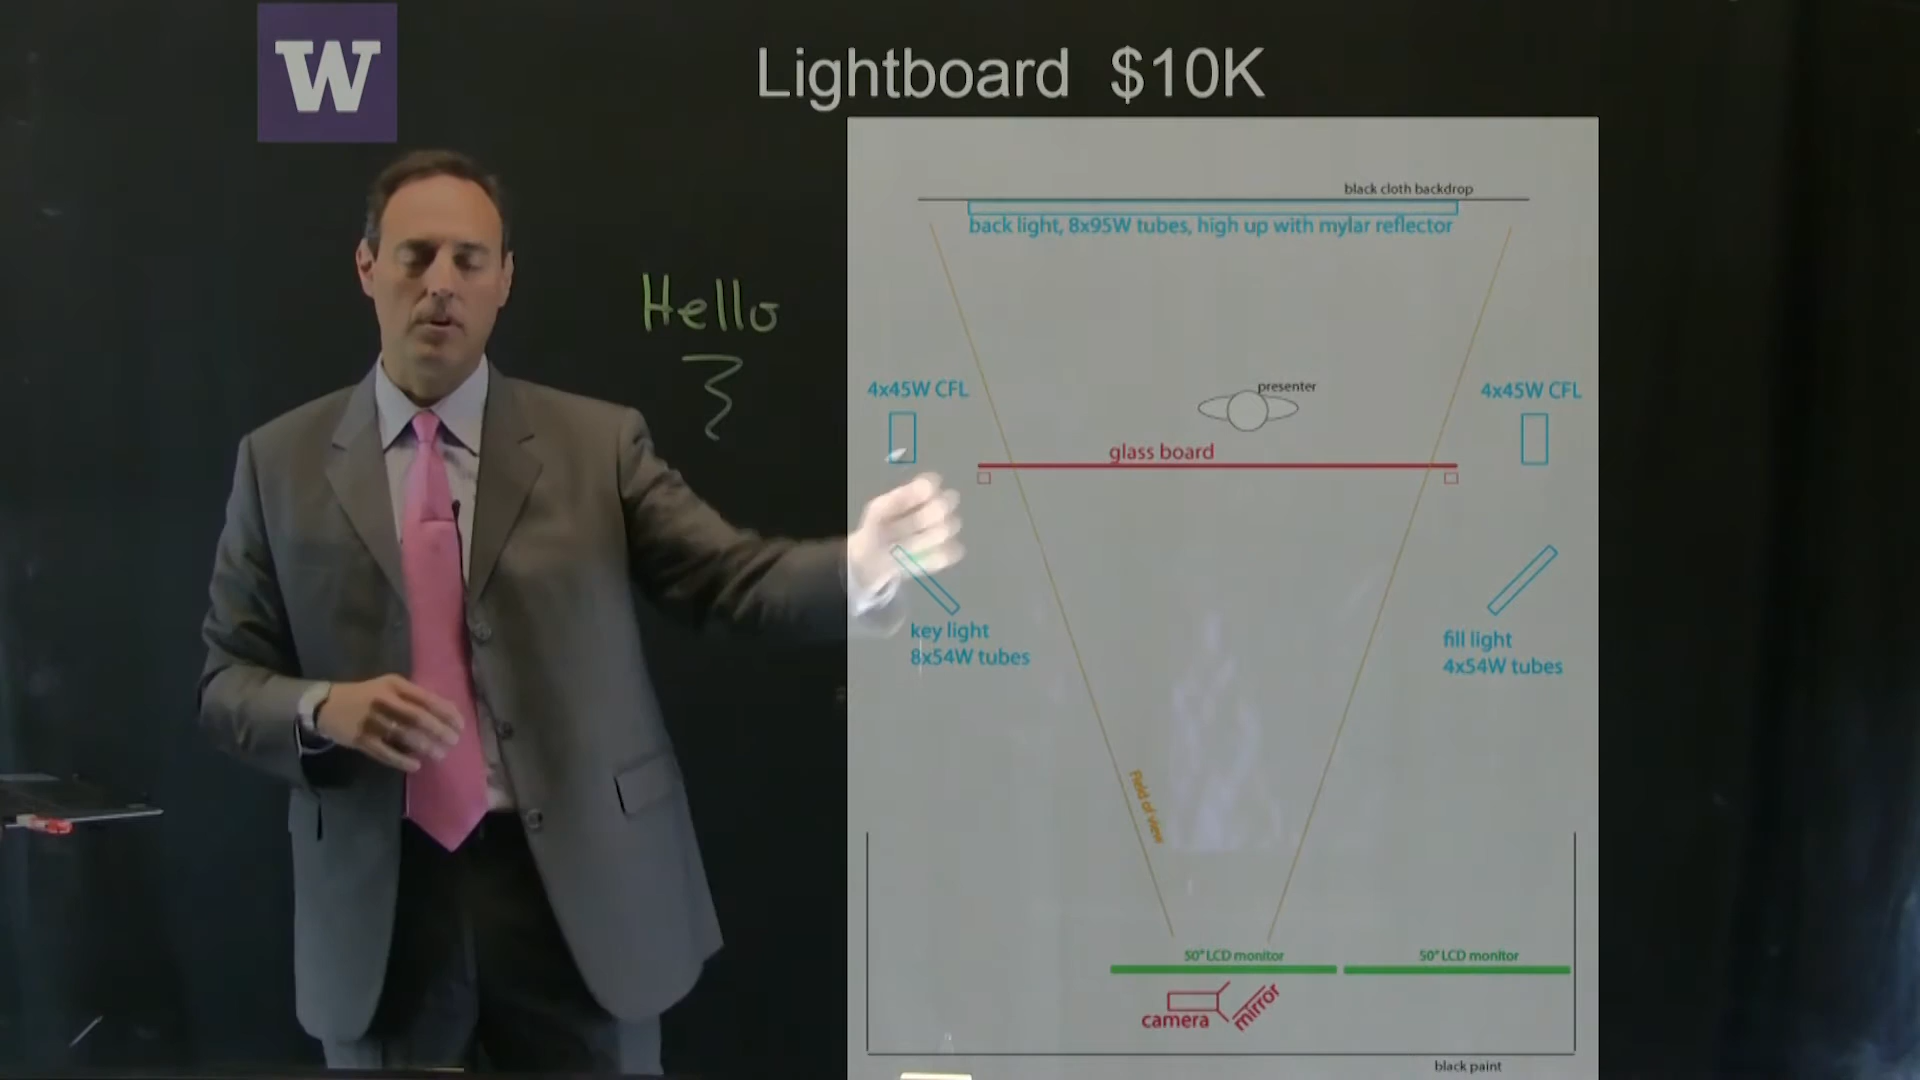 W
Lightboard $10K
Hello
black cloth backdrop
back light, 8x95W tubes, high up with mylar reflector
4x45W CFL
presenter
4x45W CFL
glass board
key light
8x54W tubes
fill light
4x54W tubes
Field of view
50" LCD monitor
50" LCD monitor
camera
mirror
black paint